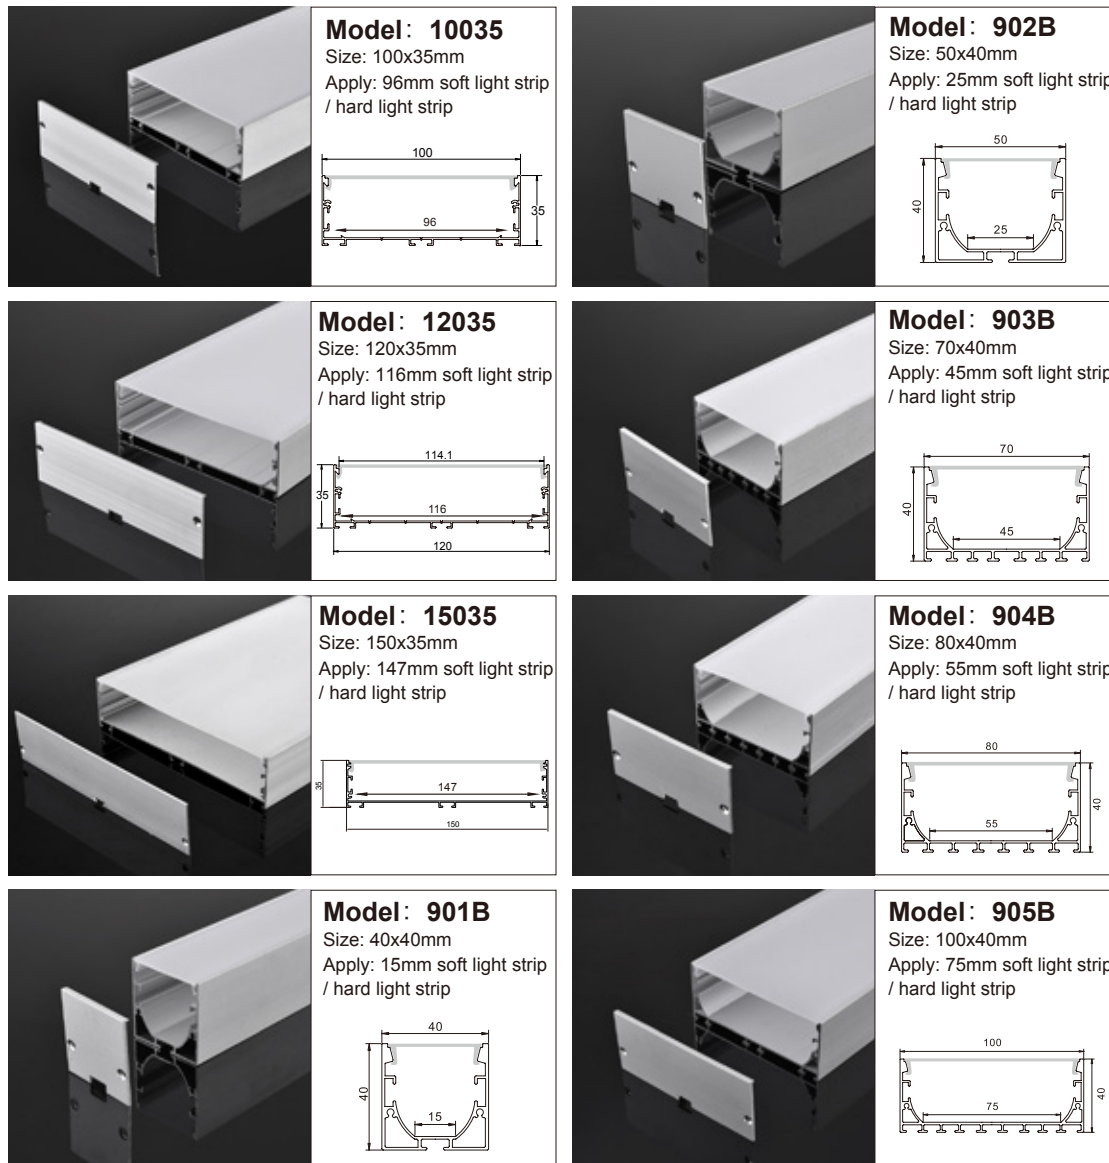 Model： 10035
Size: 100x35mm
Apply: 96mm soft light strip
/ hard light strip
100
96
35
Model： 12035
Size: 120x35mm
Apply: 116mm soft light strip
/ hard light strip
114.1
35
116
120
Model： 15035
Size: 150x35mm
Apply: 147mm soft light strip
/ hard light strip
35
147
150
Model： 901B
Size: 40x40mm
Apply: 15mm soft light strip
/ hard light strip
40
40
15
Model： 902B
Size: 50x40mm
Apply: 25mm soft light strip
/ hard light strip
50
40
25
Model： 903B
Size: 70x40mm
Apply: 45mm soft light strip
/ hard light strip
70
40
45
Model： 904B
Size: 80x40mm
Apply: 55mm soft light strip
/ hard light strip
80
55
40
Model： 905B
Size: 100x40mm
Apply: 75mm soft light strip
/ hard light strip
100
75
40